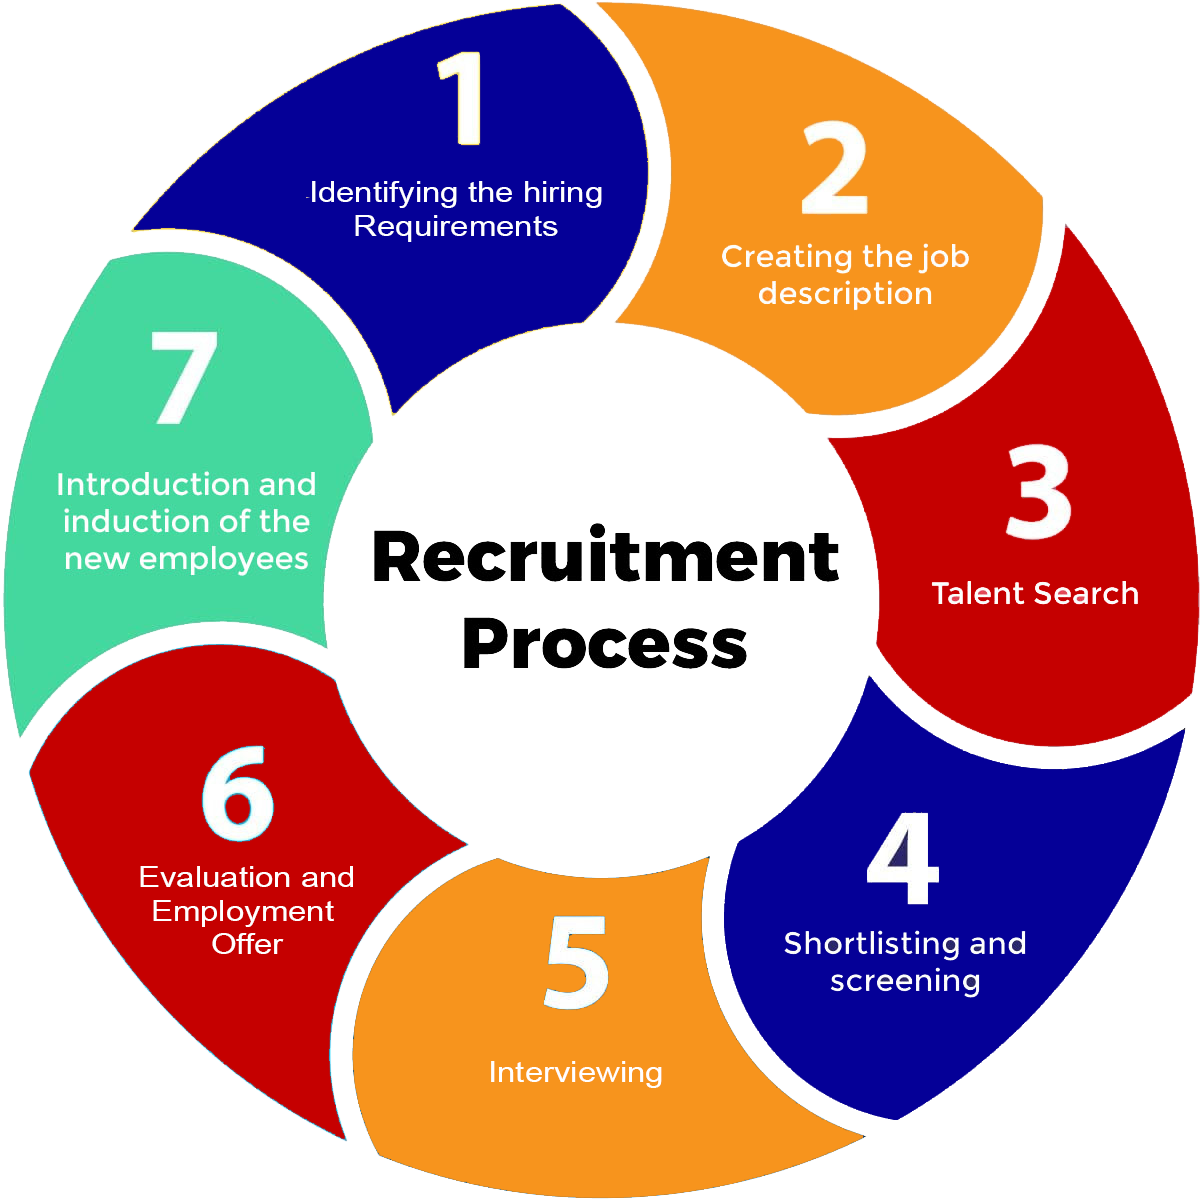 1
Identifying the hiring
Requirements
2
Creating the job
description
3
Talent Search
4
Shortlisting and
screening
5
Interviewing
6
Evaluation and
Employment
Offer
7
Introduction and
induction of the
new employees
Recruitment
Process